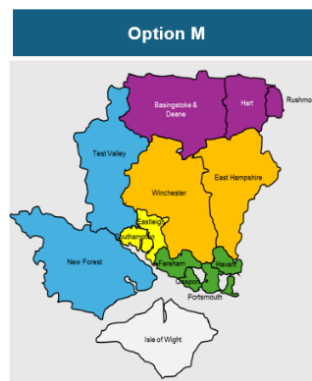 Option M
Basingstoke &
Deane
Hart
Rushmo
Test Valley
East Hampshire
Winchester
Eastleigh
Southampton
New Forest
Fareham
Havant
Gosport
Portsmouth
Isle of Wight